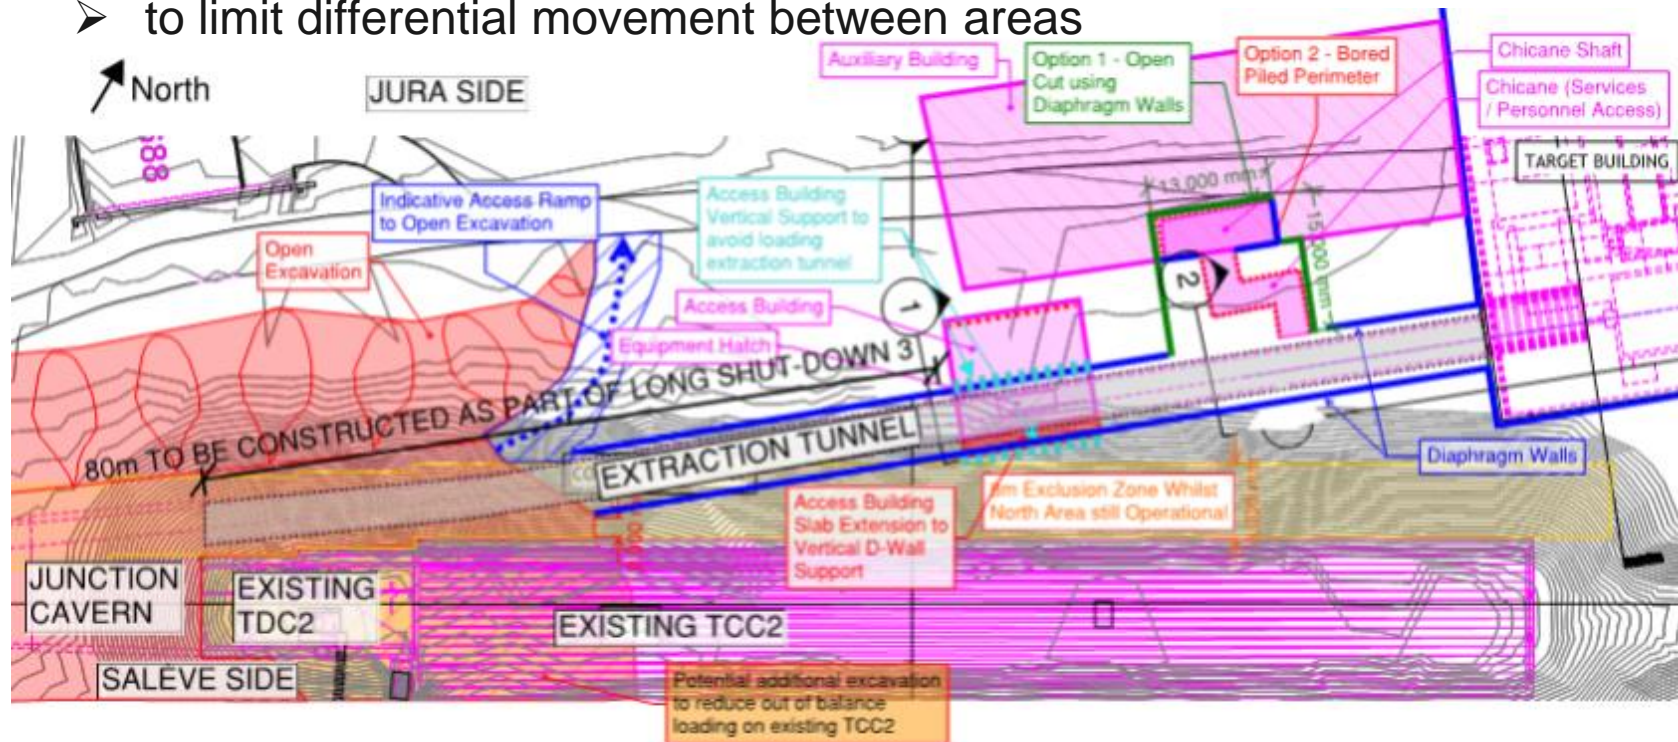 ➢ to limit differential movement between areas
North
JURA SIDE
Auxiliary Building
Option 1 - Open
Cut using
Diaphragm Walls
Option 2 - Bored
Piled Perimeter
Chicane Shaft
Chicane (Services
/ Personnel Access)
TARGET BUILDING
Indicative Access Ramp
to Open Excavation
Access Building
Vertical Support to
avoid loading
extraction tunnel
13,000 mm
15,000 mm
Open
Excavation
Access Building
1
2
Equipment Hatch
80m TO BE CONSTRUCTED AS PART OF LONG SHUT-DOWN 3
EXTRACTION TUNNEL
Diaphragm Walls
Access Building
Slab Extension to
Vertical D-Wall
Support
8m Exclusion Zone Whilst
North Area still Operational
JUNCTION
CAVERN
EXISTING
TDC2
EXISTING TCC2
SALÈVE SIDE
Potential additional excavation
to reduce out of balance
loading on existing TCC2